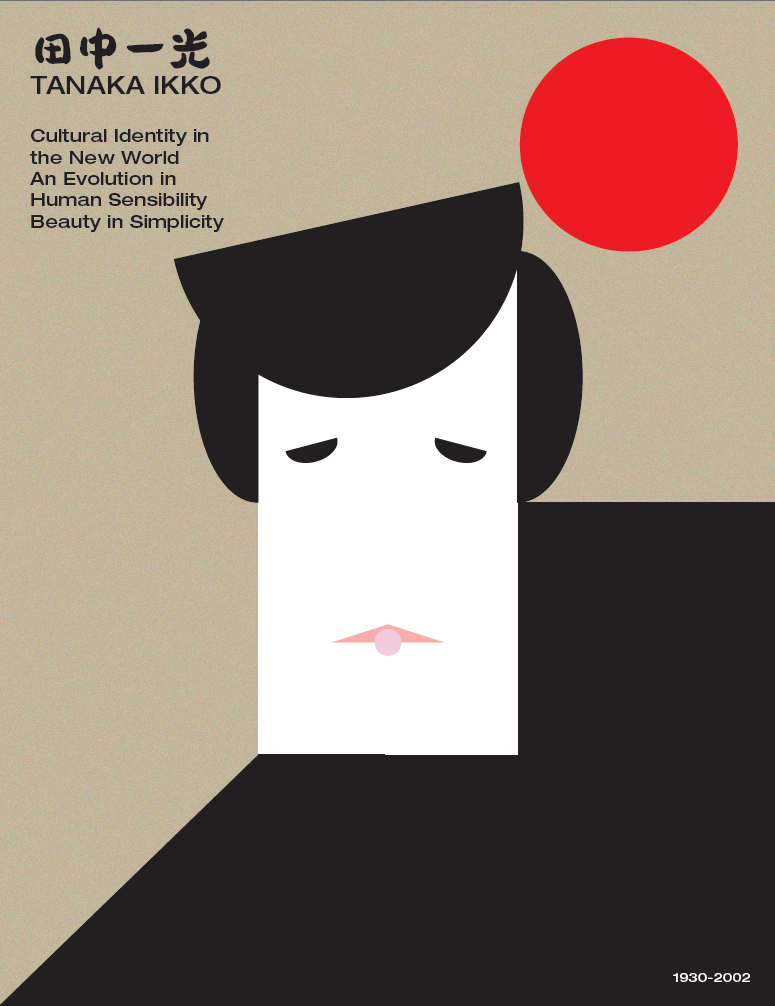 田中一光
TANAKA IKKO
Cultural Identity in
the New World
An Evolution in
Human Sensibility
Beauty in Simplicity
1930-2002